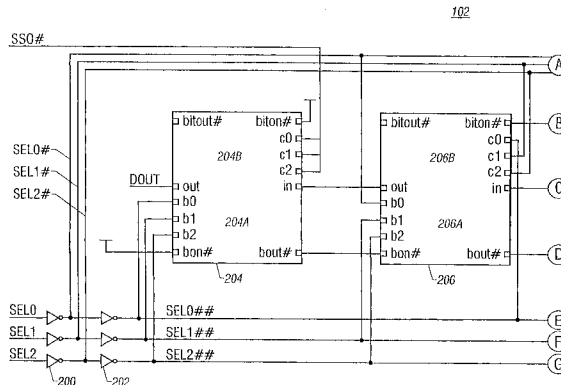 102
SS0#
A
bitout# biton#
c0
204B
c1
c2
DOUT
out in
b0
b1 204A
b2
bon# bout#
204
bitout# biton#
B
c0
206B
c1
c2
out in
C
b0
b1 206A
b2
bon# bout#
D
206
SEL0#
SEL1#
SEL2#
SEL0 SEL0## E
SEL1 SEL1## F
SEL2 SEL2## G
200 202